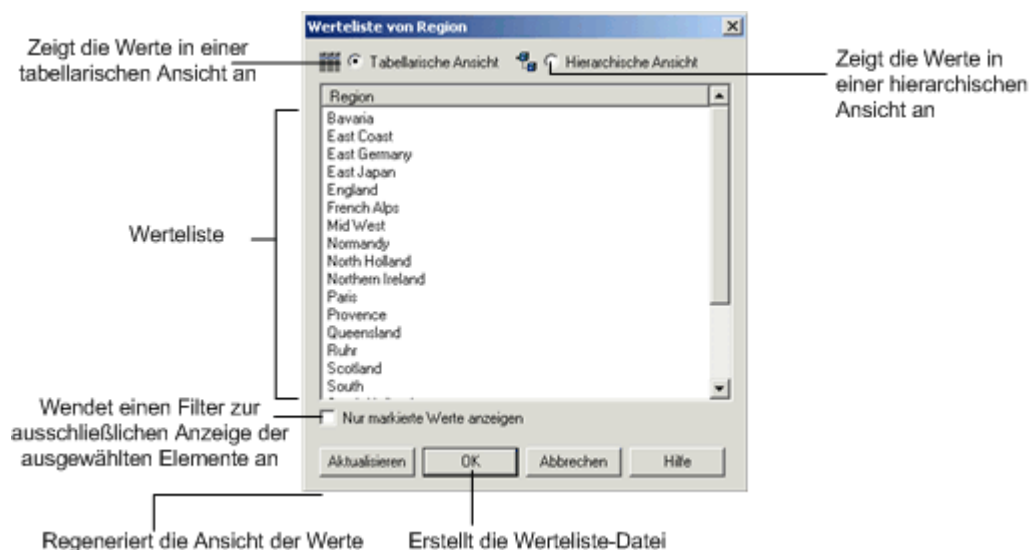 Werteliste von Region
Zeigt die Werte in einer
tabellarischen Ansicht an
Tabellarische Ansicht
Hierarchische Ansicht
Zeigt die Werte in
einer hierarchischen
Ansicht an
Region
Bavaria
East Coast
East Germany
East Japan
England
French Alps
Mid West
Normandy
North Holland
Northern Ireland
Paris
Provence
Queensland
Ruhr
Scotland
South
Werteliste
Wendet einen Filter zur
ausschließlichen Anzeige der
ausgewählten Elemente an
Nur markierte Werte anzeigen
Aktualisieren
OK
Abbrechen
Hilfe
Regeneriert die Ansicht der Werte
Erstellt die Werteliste-Datei